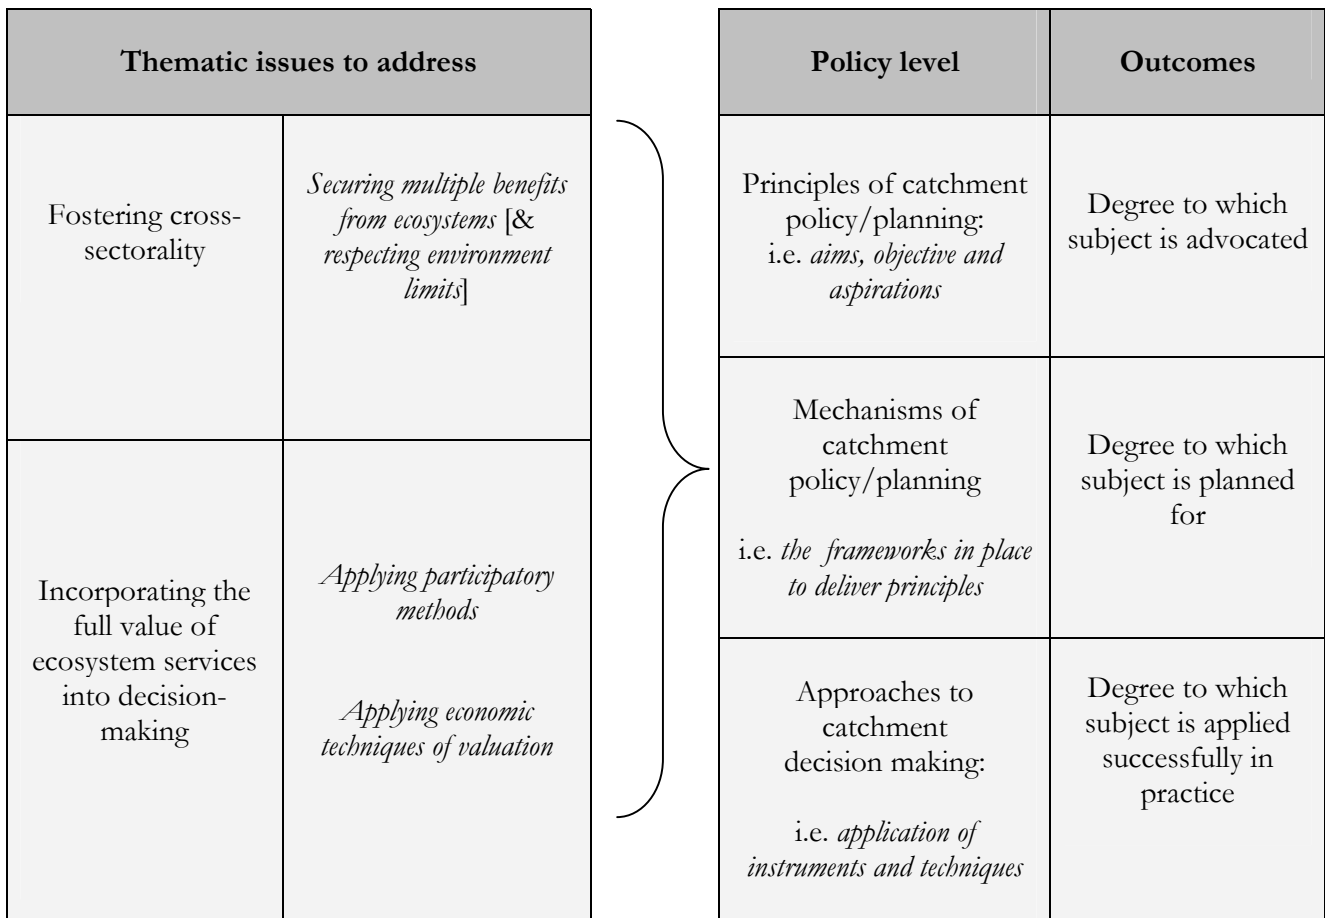 Thematic issues to address
Fostering cross-
sectorality
Securing multiple benefits
from ecosystems [&
respecting environment
limits]
Incorporating the
full value of
ecosystem services
into decision-
making
Applying participatory
methods
Applying economic
techniques of valuation
Policy level
Outcomes
Principles of catchment
policy/planning:
i.e. aims, objective and
aspirations
Degree to which
subject is advocated
Mechanisms of
catchment
policy/planning
i.e. the frameworks in place
to deliver principles
Degree to which
subject is planned
for
Approaches to
catchment
decision making:
i.e. application of
instruments and techniques
Degree to which
subject is applied
successfully in
practice